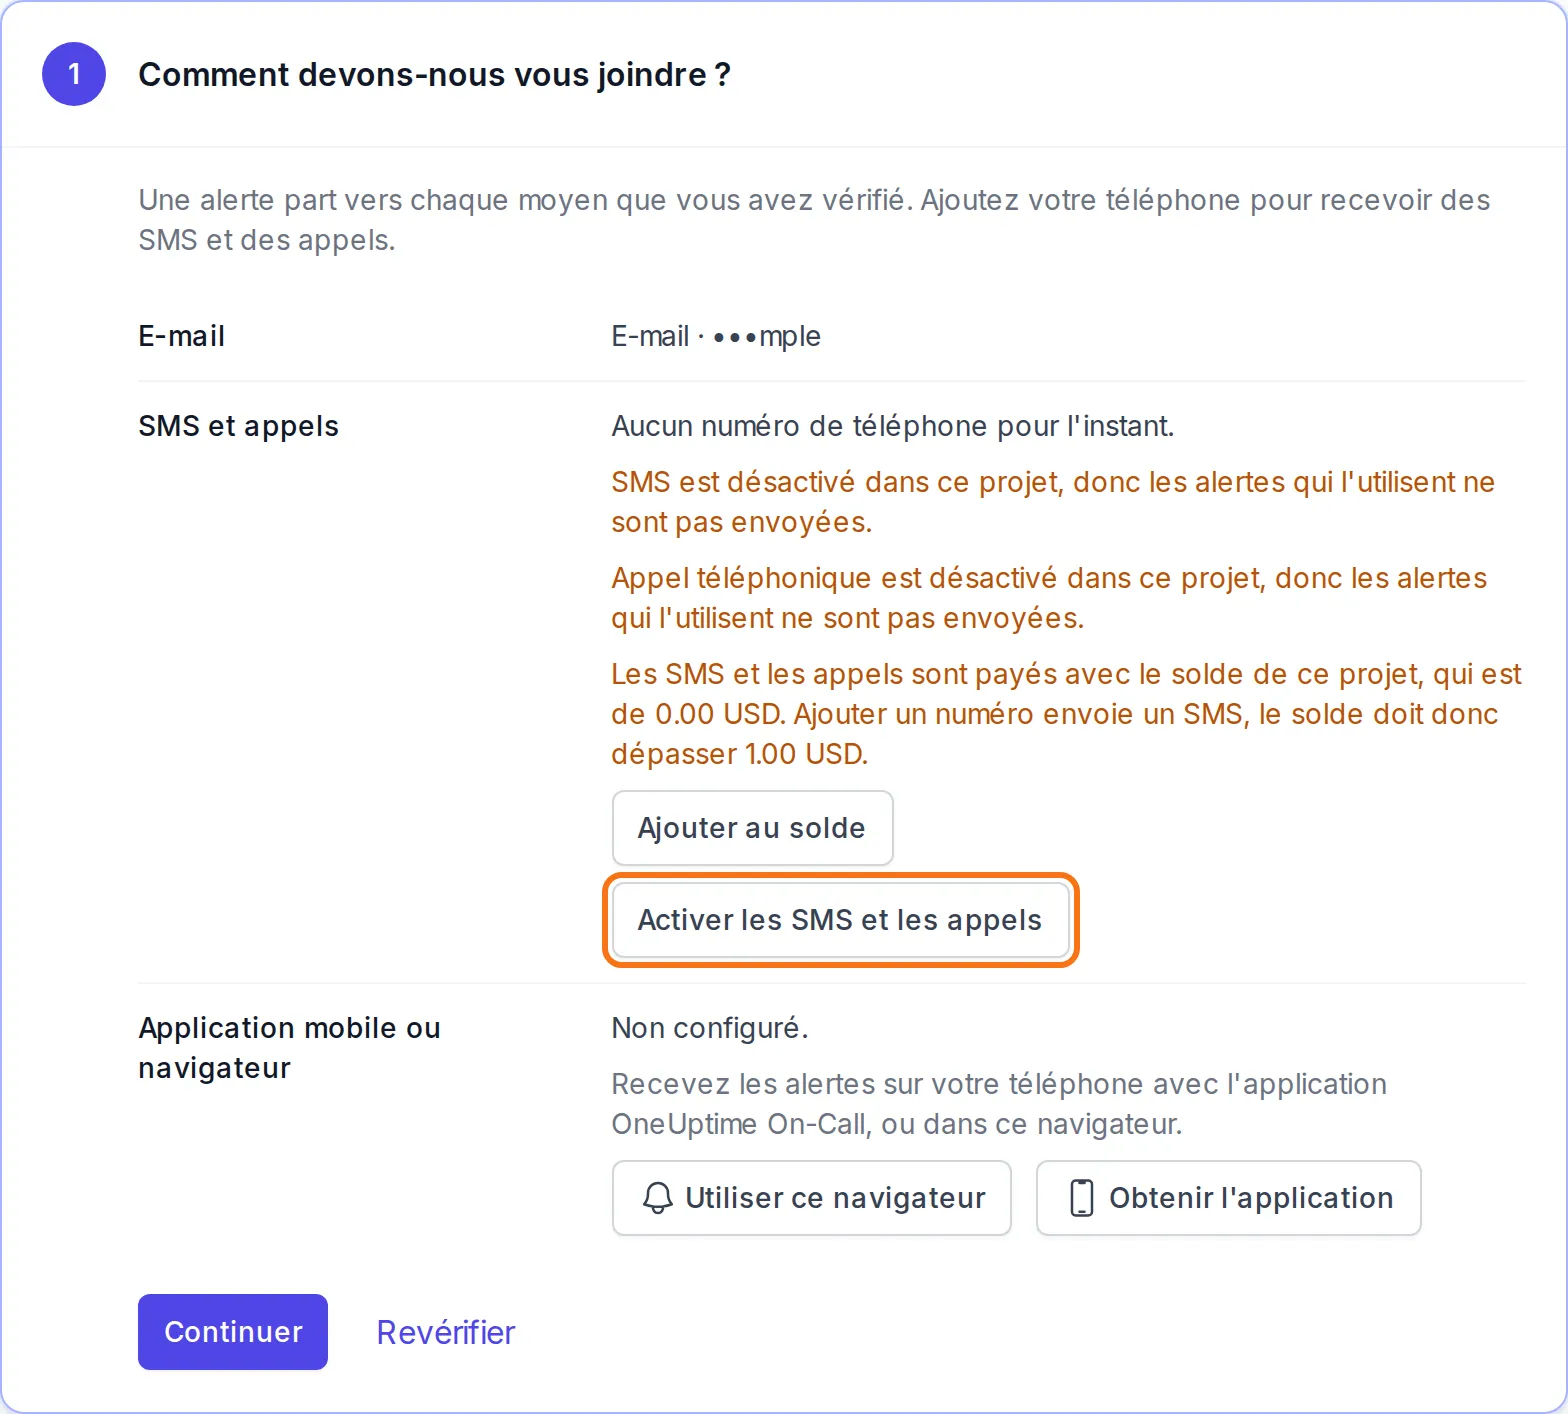 1
Comment devons-nous vous joindre ?
Une alerte part vers chaque moyen que vous avez vérifié. Ajoutez votre téléphone pour recevoir des
SMS et des appels.
E-mail
E-mail · •••mple
SMS et appels
Aucun numéro de téléphone pour l'instant.
SMS est désactivé dans ce projet, donc les alertes qui l'utilisent ne
sont pas envoyées.
Appel téléphonique est désactivé dans ce projet, donc les alertes
qui l'utilisent ne sont pas envoyées.
Les SMS et les appels sont payés avec le solde de ce projet, qui est
de 0.00 USD. Ajouter un numéro envoie un SMS, le solde doit donc
dépasser 1.00 USD.
Ajouter au solde
Activer les SMS et les appels
Application mobile ou
navigateur
Non configuré.
Recevez les alertes sur votre téléphone avec l'application
OneUptime On-Call, ou dans ce navigateur.
Utiliser ce navigateur
Obtenir l'application
Continuer
Revérifier